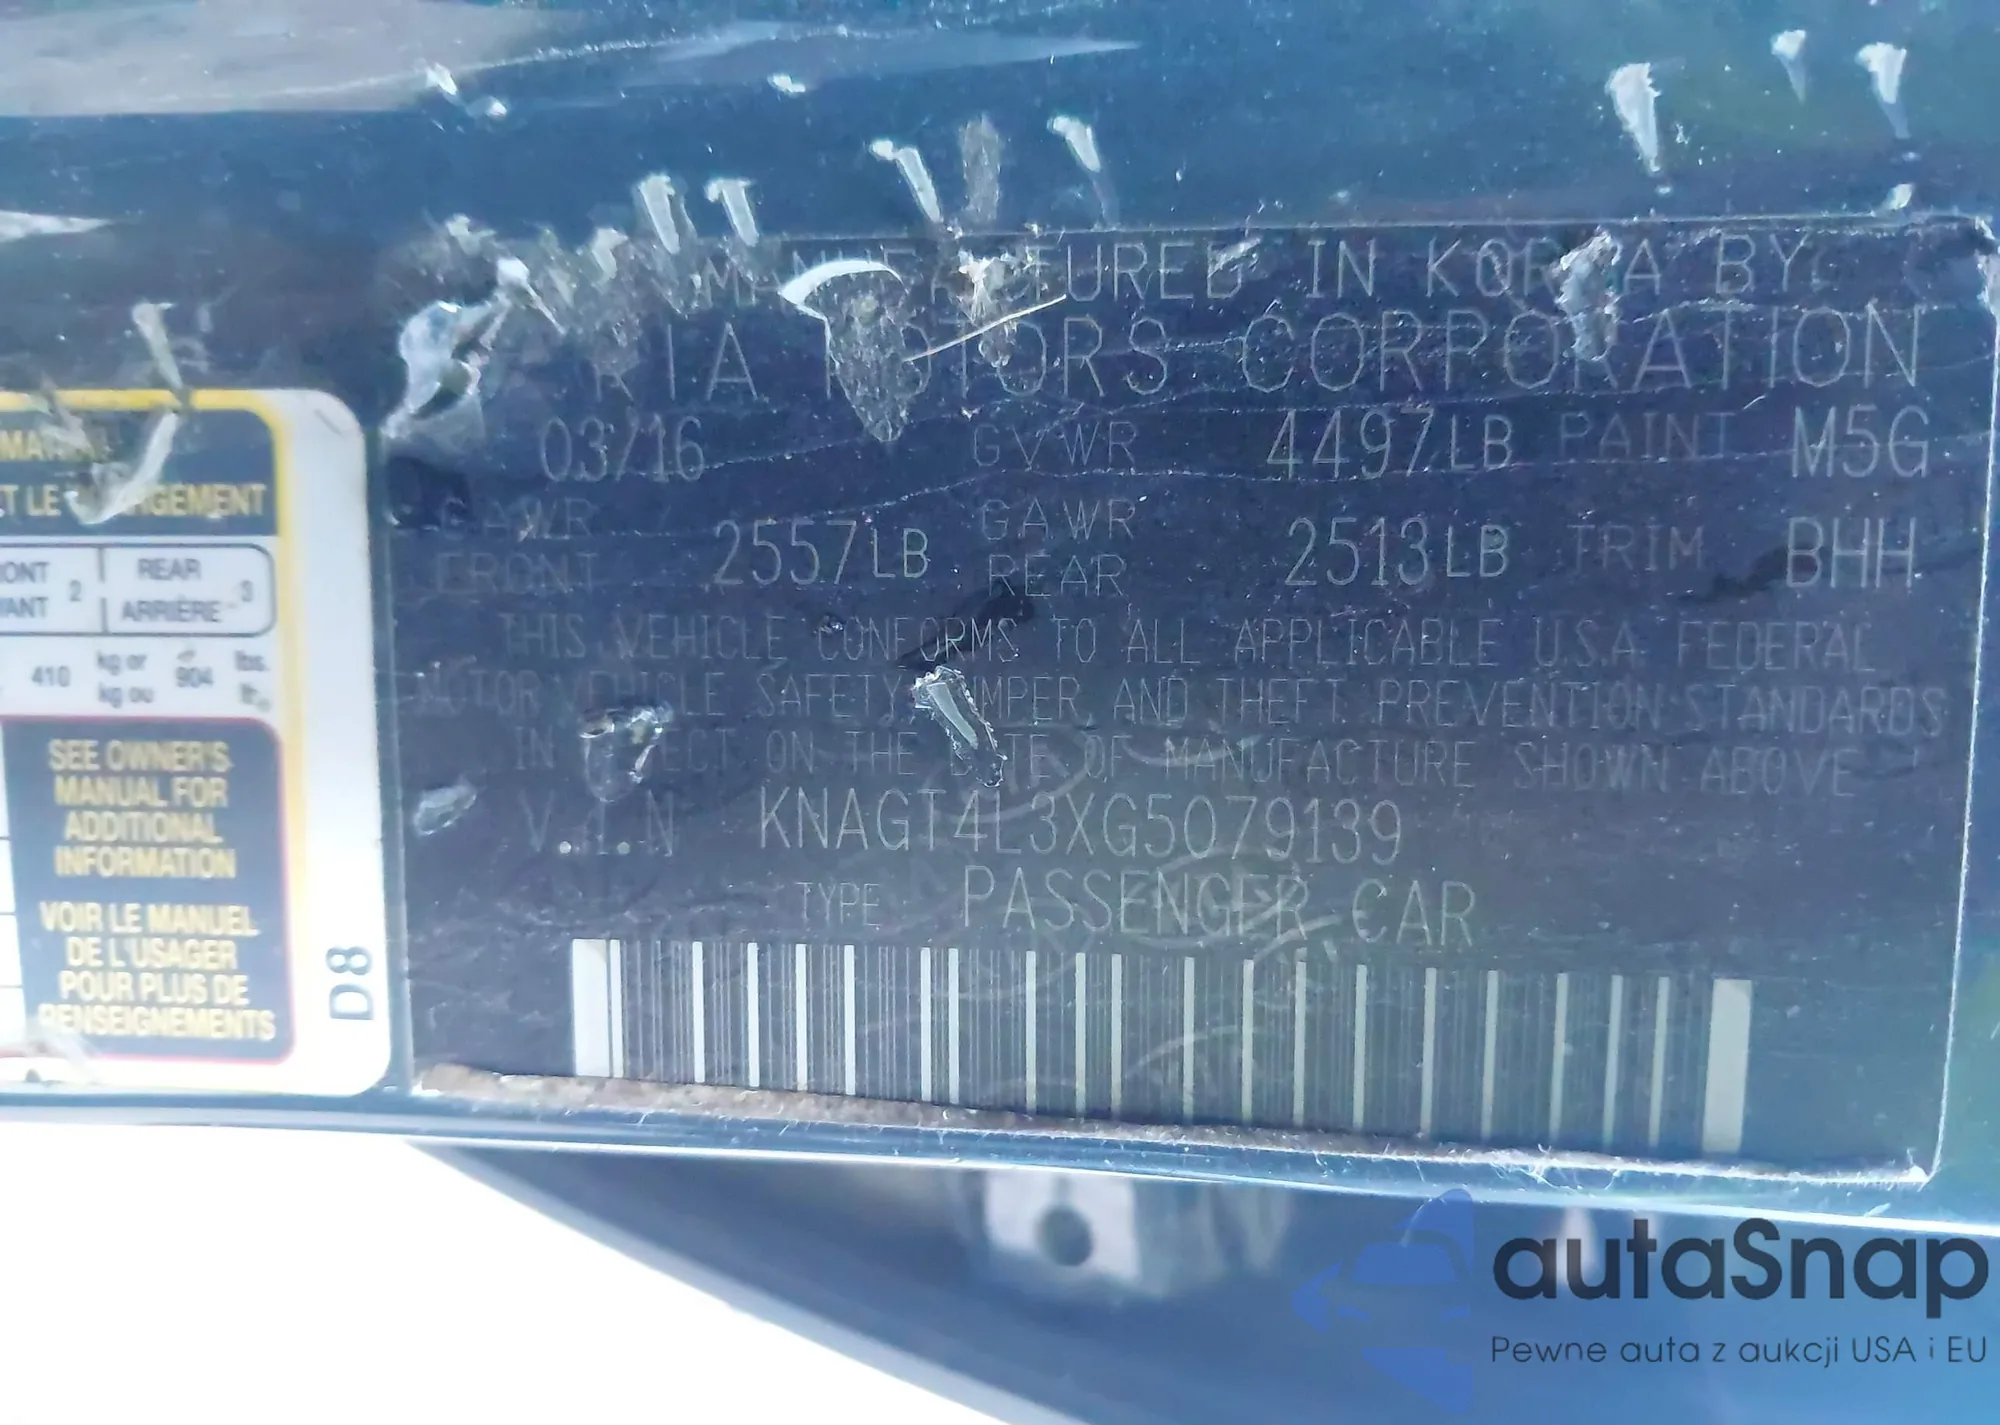 ET LE CHARGEMENT
REAR 3
ARRIÈRE
410 kg or 904 lbs.
kg ou
SEE OWNER'S
MANUAL FOR
ADDITIONAL
INFORMATION
VOIR LE MANUEL
DE L'USAGER
POUR PLUS DE
RENSEIGNEMENTS
D8
MANUFACTURED IN KOREA BY
KIA MOTORS CORPORATION
03/16 GVWR 4497LB PAINT M5G
GAWR FRONT 2557LB GAWR REAR 2513LB TRIM BHH
THIS VEHICLE CONFORMS TO ALL APPLICABLE U.S.A. FEDERAL
MOTOR VEHICLE SAFETY, BUMPER, AND THEFT PREVENTION STANDARDS
IN EFFECT ON THE DATE OF MANUFACTURE SHOWN ABOVE
V.I.N KNAGT4L3XG5079139
TYPE PASSENGER CAR
autaSnap
Pewne auta z aukcji USA i EU